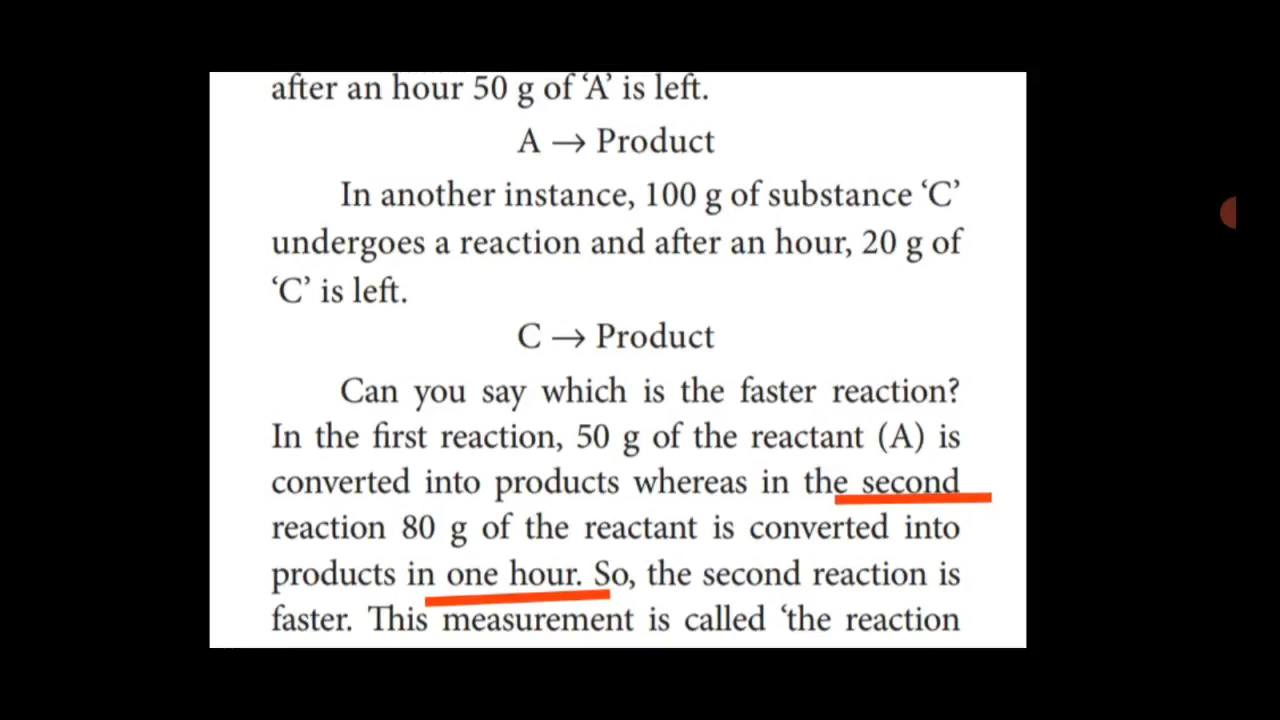 after an hour 50 g of ‘A’ is left.
A → Product
In another instance, 100 g of substance ‘C’
undergoes a reaction and after an hour, 20 g of
‘C’ is left.
C → Product
Can you say which is the faster reaction?
In the first reaction, 50 g of the reactant (A) is
converted into products whereas in the second
reaction 80 g of the reactant is converted into
products in one hour. So, the second reaction is
faster. This measurement is called ‘the reaction